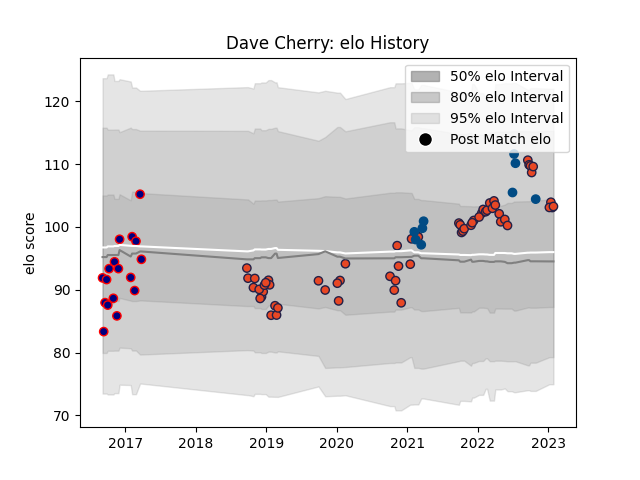 Dave Cherry: elo History
50% elo Interval
80% elo Interval
95% elo Interval
Post Match elo
elo score
120
110
100
90
80
70
2017 2018 2019 2020 2021 2022 2023